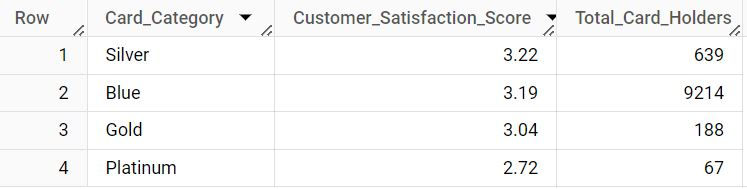 Row Card_Category Customer_Satisfaction_Score Total_Card_Holders
1 Silver 3.22 639
2 Blue 3.19 9214
3 Gold 3.04 188
4 Platinum 2.72 67